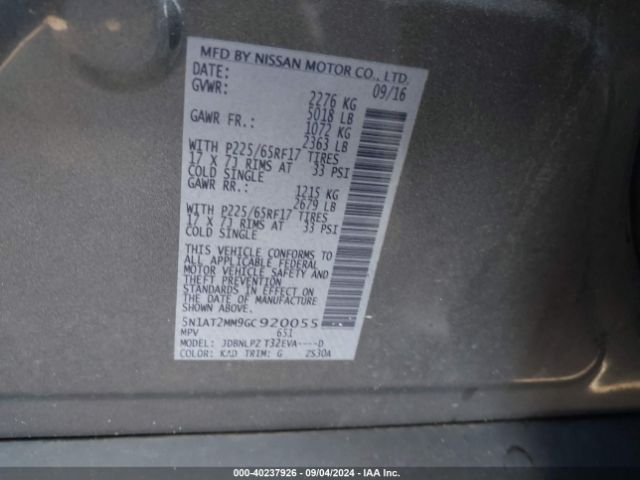 MFD BY NISSAN MOTOR CO., LTD.
DATE: 09/16
GVWR: 2276 KG
5018 LB
GAWR FR.: 1072 KG
2363 LB
WITH P225/65RF17 TIRES
17 X 7J RIMS AT 33 PSI
COLD SINGLE
GAWR RR.: 1215 KG
2679 LB
WITH P225/65RF17 TIRES
17 X 7J RIMS AT 33 PSI
COLD SINGLE
THIS VEHICLE CONFORMS TO
ALL APPLICABLE FEDERAL
MOTOR VEHICLE SAFETY AND
THEFT PREVENTION
STANDARDS IN EFFECT ON
THE DATE OF MANUFACTURE
SHOWN ABOVE.
5N1AT2MM9GC920055
MPV 651
MODEL: JDBNLPZ T32EVA----D
COLOR: KAD TRIM: G ZS30A
000-40237926 - 09/04/2024 - IAA Inc.